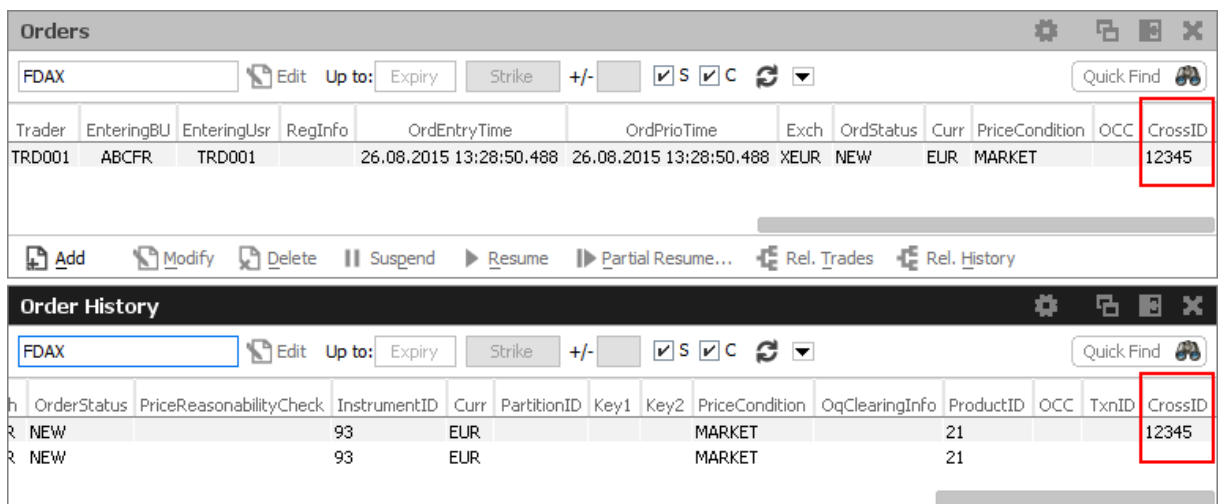 Orders
FDAX Edit Up to: Expiry Strike +/- S C Quick Find
Trader EnteringBU EnteringUsr RegInfo OrdEntryTime OrdPrioTime Exch OrdStatus Curr PriceCondition OCC CrossID
TRD001 ABCFR TRD001 26.08.2015 13:28:50.488 26.08.2015 13:28:50.488 XEUR NEW EUR MARKET 12345
Add Modify Delete Suspend Resume Partial Resume... Rel. Trades Rel. History
Order History
FDAX Edit Up to: Expiry Strike +/- S C Quick Find
h OrderStatus PriceReasonabilityCheck InstrumentID Curr PartitionID Key1 Key2 PriceCondition OqClearingInfo ProductID OCC TxnID CrossID
R NEW 93 EUR MARKET 21 12345
R NEW 93 EUR MARKET 21